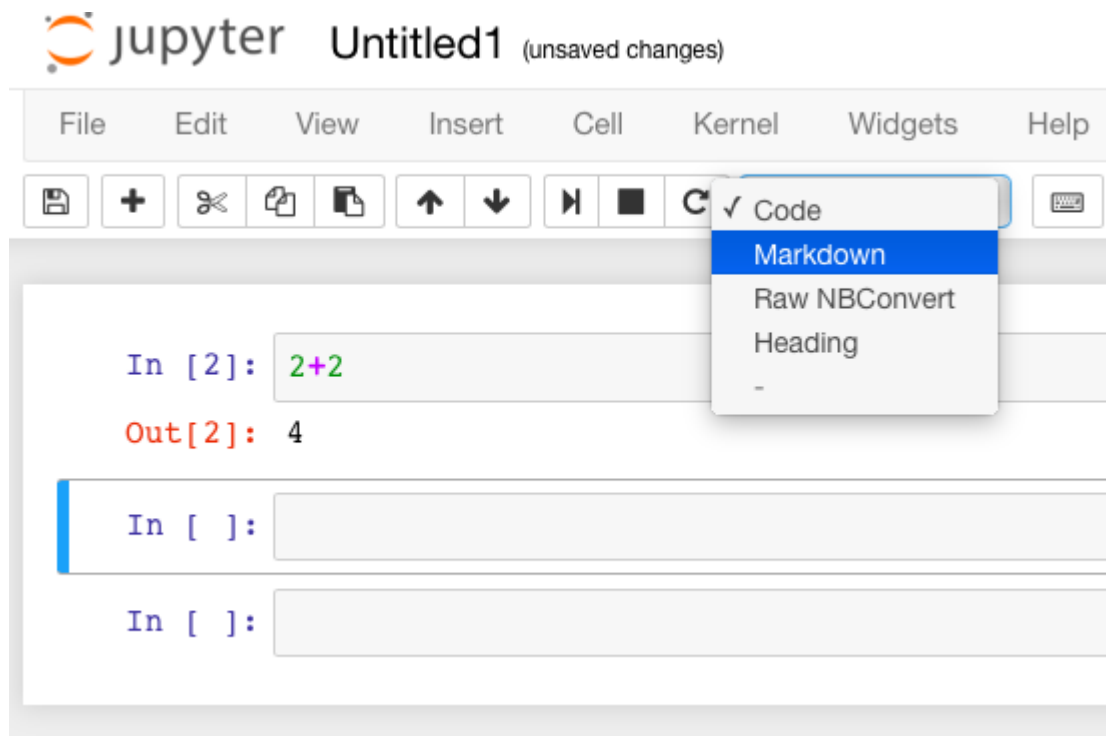 jupyter Untitled1 (unsaved changes)
File Edit View Insert Cell Kernel Widgets Help
✓ Code
Markdown
Raw NBConvert
Heading
-
In [2]: 2+2
Out[2]: 4
In [ ]:
In [ ]: